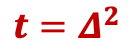 t = Δ²